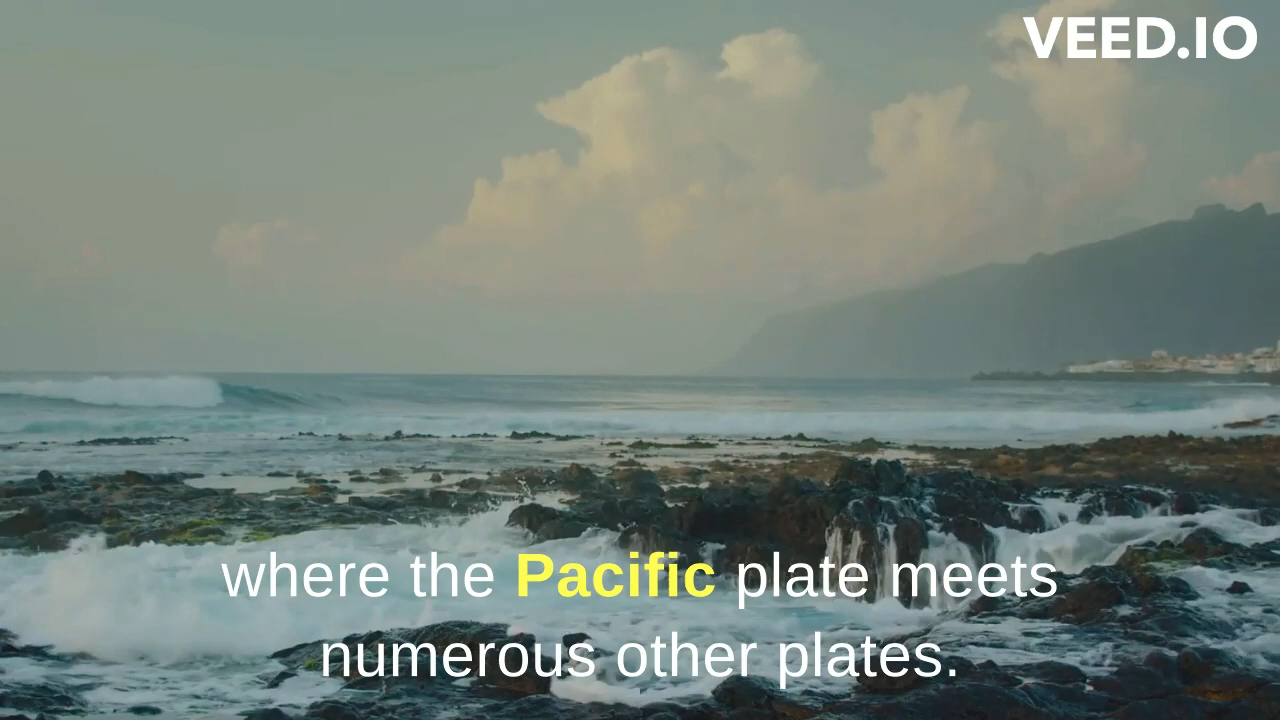 VEED.IO
where the Pacific plate meets
numerous other plates.